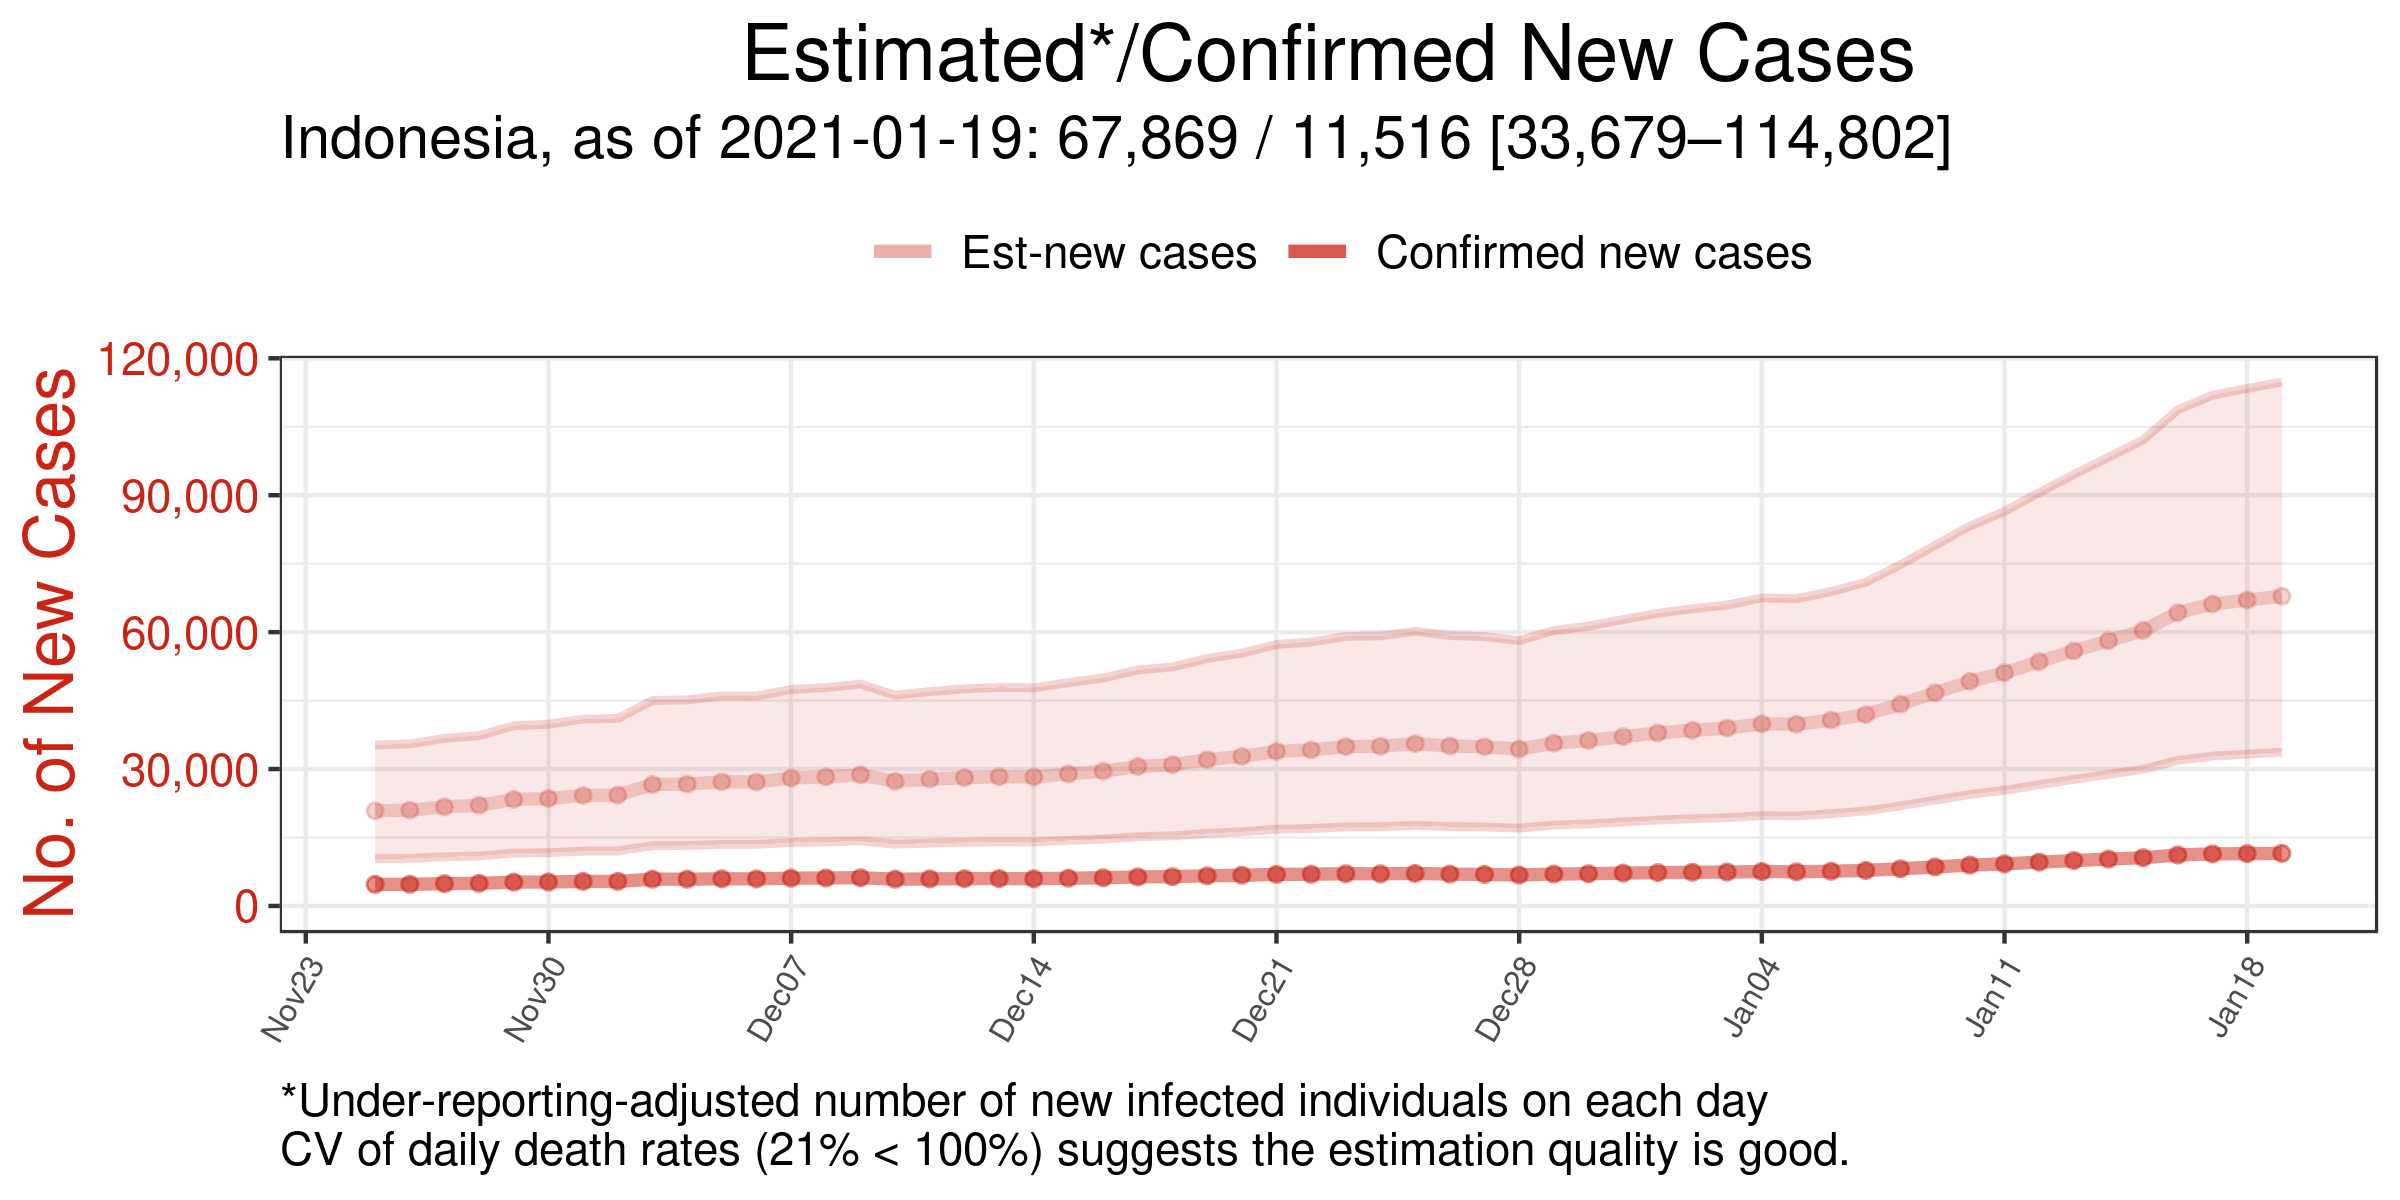 Estimated*/Confirmed New Cases
Indonesia, as of 2021-01-19: 67,869 / 11,516 [33,679–114,802]
Est-new cases
Confirmed new cases
No. of New Cases
120,000
90,000
60,000
30,000
0
Nov23
Nov30
Dec07
Dec14
Dec21
Dec28
Jan04
Jan11
Jan18
*Under-reporting-adjusted number of new infected individuals on each day
CV of daily death rates (21% < 100%) suggests the estimation quality is good.